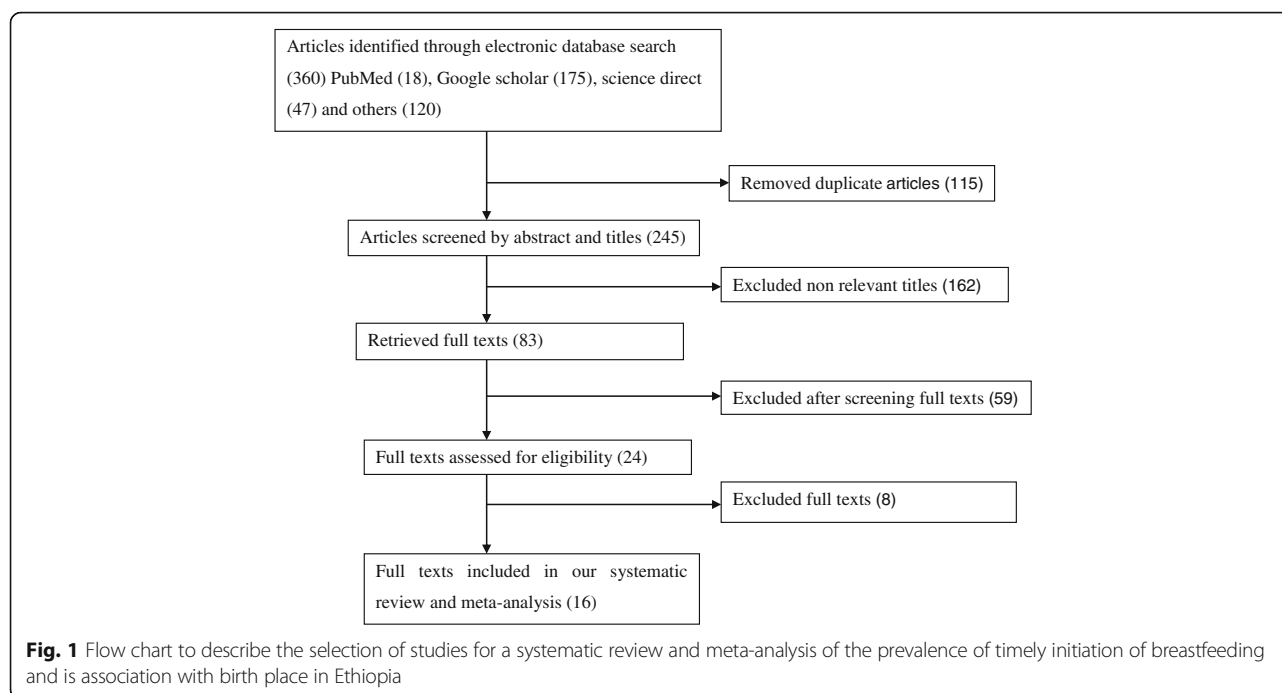 Articles identified through electronic database search
(360) PubMed (18), Google scholar (175), science direct
(47) and others (120)
Removed duplicate articles (115)
Articles screened by abstract and titles (245)
Excluded non relevant titles (162)
Retrieved full texts (83)
Excluded after screening full texts (59)
Full texts assessed for eligibility (24)
Excluded full texts (8)
Full texts included in our systematic
review and meta-analysis (16)
Fig. 1 Flow chart to describe the selection of studies for a systematic review and meta-analysis of the prevalence of timely initiation of breastfeeding
and is association with birth place in Ethiopia